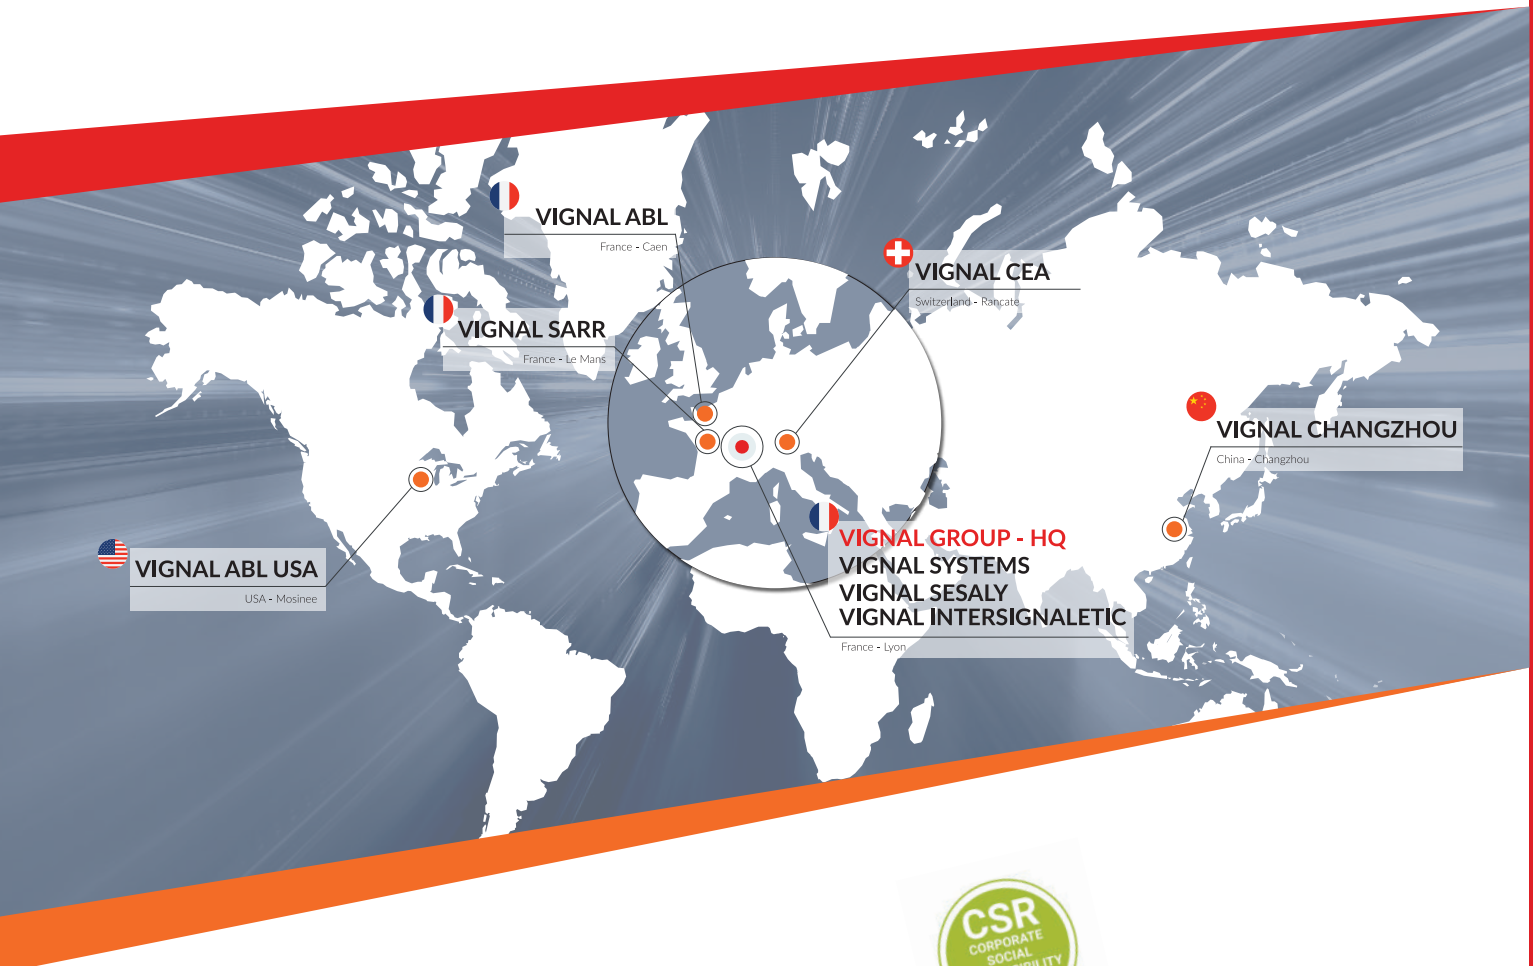 VIGNAL ABL
France - Caen
VIGNAL CEA
Switzerland - Rancate
VIGNAL SARR
France - Le Mans
VIGNAL CHANGZHOU
China - Changzhou
VIGNAL GROUP - HQ
VIGNAL SYSTEMS
VIGNAL SESALY
VIGNAL INTERSIGNALETIC
France - Lyon
VIGNAL ABL USA
USA - Mosinee
CSR
CORPORATE
SOCIAL